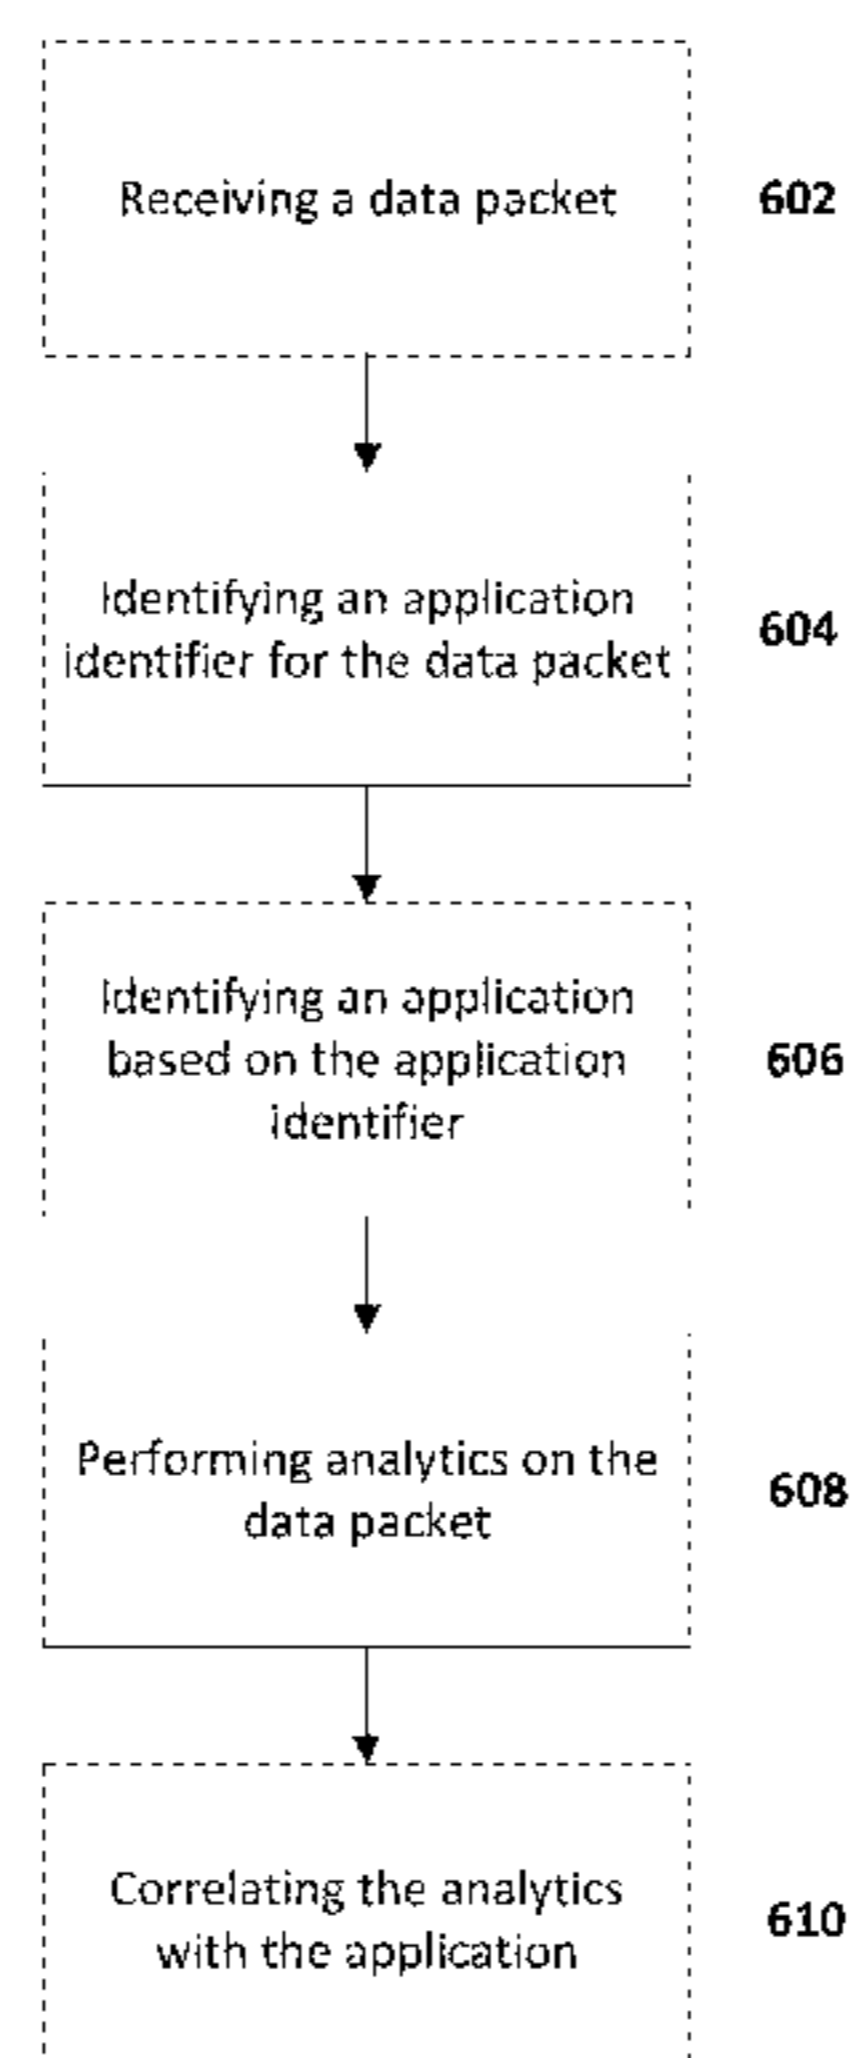 Receiving a data packet
602
Identifying an application
identifier for the data packet
604
Identifying an application
based on the application
identifier
606
Performing analytics on the
data packet
608
Correlating the analytics
with the application
610